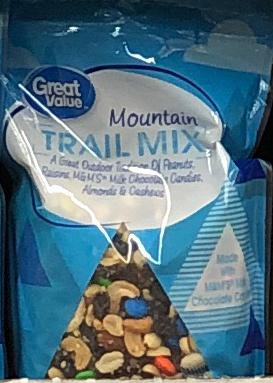 Great
Value
Mountain
TRAIL MIX
A Great Outdoor Tradition Of Peanuts,
Raisins, M&M'S® Milk Chocolate Candies,
Almonds & Cashews
Made
with
M&M'S®
Chocolate